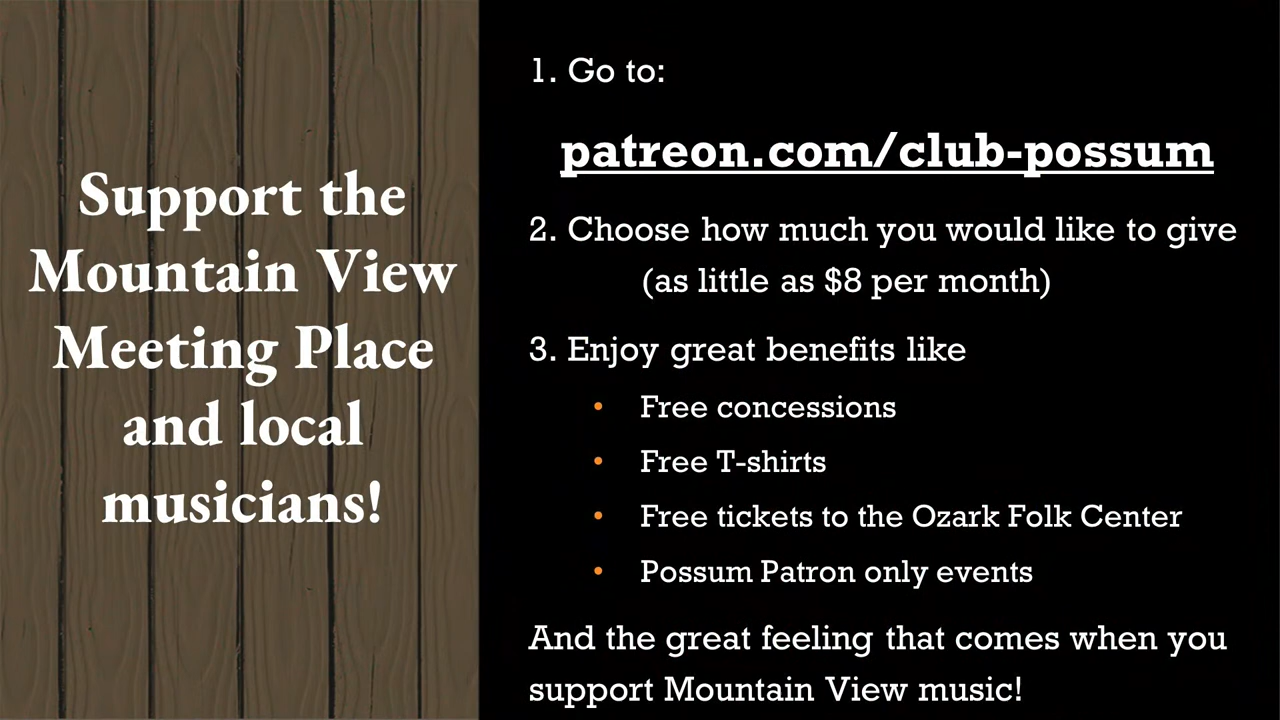 Support the
Mountain View
Meeting Place
and local
musicians!
1. Go to:
patreon.com/club-possum
2. Choose how much you would like to give
(as little as $8 per month)
3. Enjoy great benefits like
• Free concessions
• Free T-shirts
• Free tickets to the Ozark Folk Center
• Possum Patron only events
And the great feeling that comes when you
support Mountain View music!